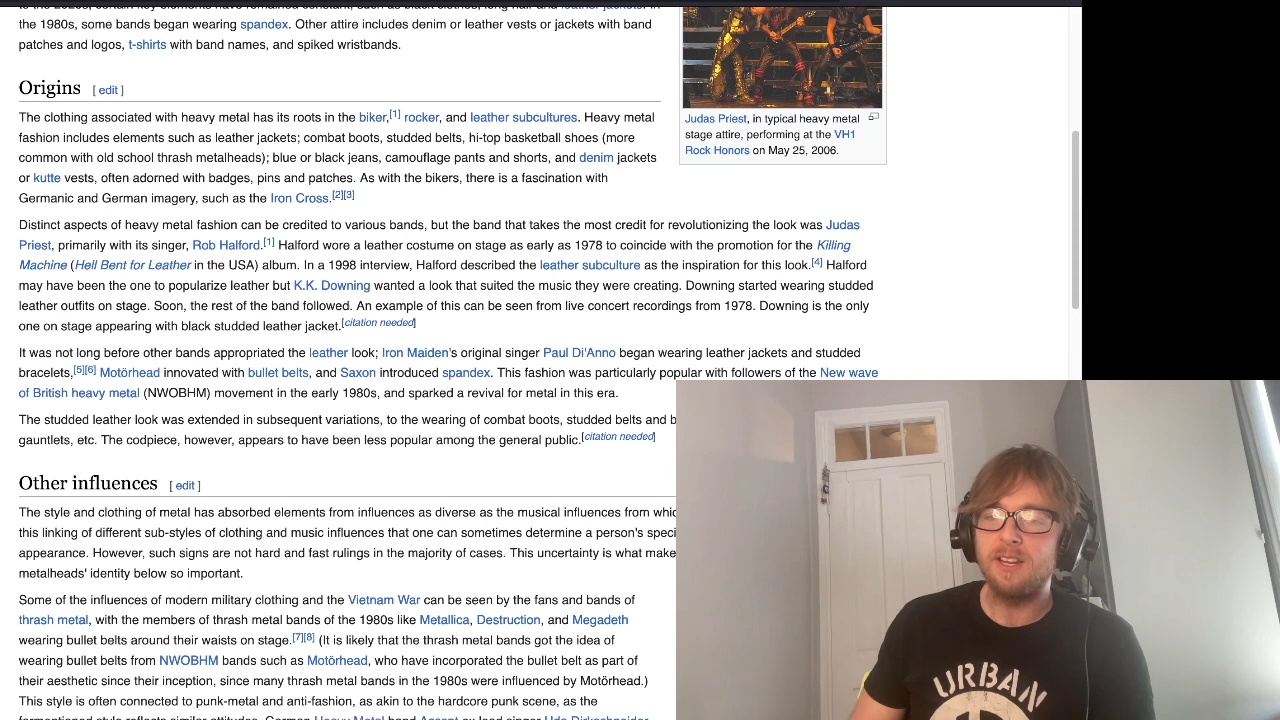 the 1980s, some bands began wearing spandex. Other attire includes denim or leather vests or jackets with band
patches and logos, t-shirts with band names, and spiked wristbands.
Judas Priest, in typical heavy metal
stage attire, performing at the VH1
Rock Honors on May 25, 2006.
Origins [ edit ]
The clothing associated with heavy metal has its roots in the biker,[1] rocker, and leather subcultures. Heavy metal
fashion includes elements such as leather jackets; combat boots, studded belts, hi-top basketball shoes (more
common with old school thrash metalheads); blue or black jeans, camouflage pants and shorts, and denim jackets
or kutte vests, often adorned with badges, pins and patches. As with the bikers, there is a fascination with
Germanic and German imagery, such as the Iron Cross.[2][3]
Distinct aspects of heavy metal fashion can be credited to various bands, but the band that takes the most credit for revolutionizing the look was Judas
Priest, primarily with its singer, Rob Halford.[1] Halford wore a leather costume on stage as early as 1978 to coincide with the promotion for the Killing
Machine (Hell Bent for Leather in the USA) album. In a 1998 interview, Halford described the leather subculture as the inspiration for this look.[4] Halford
may have been the one to popularize leather but K.K. Downing wanted a look that suited the music they were creating. Downing started wearing studded
leather outfits on stage. Soon, the rest of the band followed. An example of this can be seen from live concert recordings from 1978. Downing is the only
one on stage appearing with black studded leather jacket.[citation needed]
It was not long before other bands appropriated the leather look; Iron Maiden's original singer Paul Di'Anno began wearing leather jackets and studded
bracelets,[5][6] Motörhead innovated with bullet belts, and Saxon introduced spandex. This fashion was particularly popular with followers of the New wave
of British heavy metal (NWOBHM) movement in the early 1980s, and sparked a revival for metal in this era.
The studded leather look was extended in subsequent variations, to the wearing of combat boots, studded belts and b
gauntlets, etc. The codpiece, however, appears to have been less popular among the general public.[citation needed]
Other influences [ edit ]
The style and clothing of metal has absorbed elements from influences as diverse as the musical influences from whic
this linking of different sub-styles of clothing and music influences that one can sometimes determine a person's speci
appearance. However, such signs are not hard and fast rulings in the majority of cases. This uncertainty is what make
metalheads' identity below so important.
Some of the influences of modern military clothing and the Vietnam War can be seen by the fans and bands of
thrash metal, with the members of thrash metal bands of the 1980s like Metallica, Destruction, and Megadeth
wearing bullet belts around their waists on stage.[7][8] (It is likely that the thrash metal bands got the idea of
wearing bullet belts from NWOBHM bands such as Motörhead, who have incorporated the bullet belt as part of
their aesthetic since their inception, since many thrash metal bands in the 1980s were influenced by Motörhead.)
This style is often connected to punk-metal and anti-fashion, as akin to the hardcore punk scene, as the
URBAN